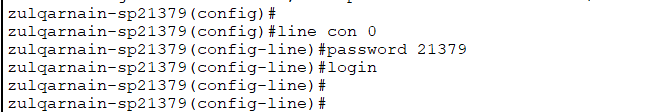 zulqarnain-sp21379(config)#
zulqarnain-sp21379(config)#line con 0
zulqarnain-sp21379(config-line)#password 21379
zulqarnain-sp21379(config-line)#login
zulqarnain-sp21379(config-line)#
zulqarnain-sp21379(config-line)#